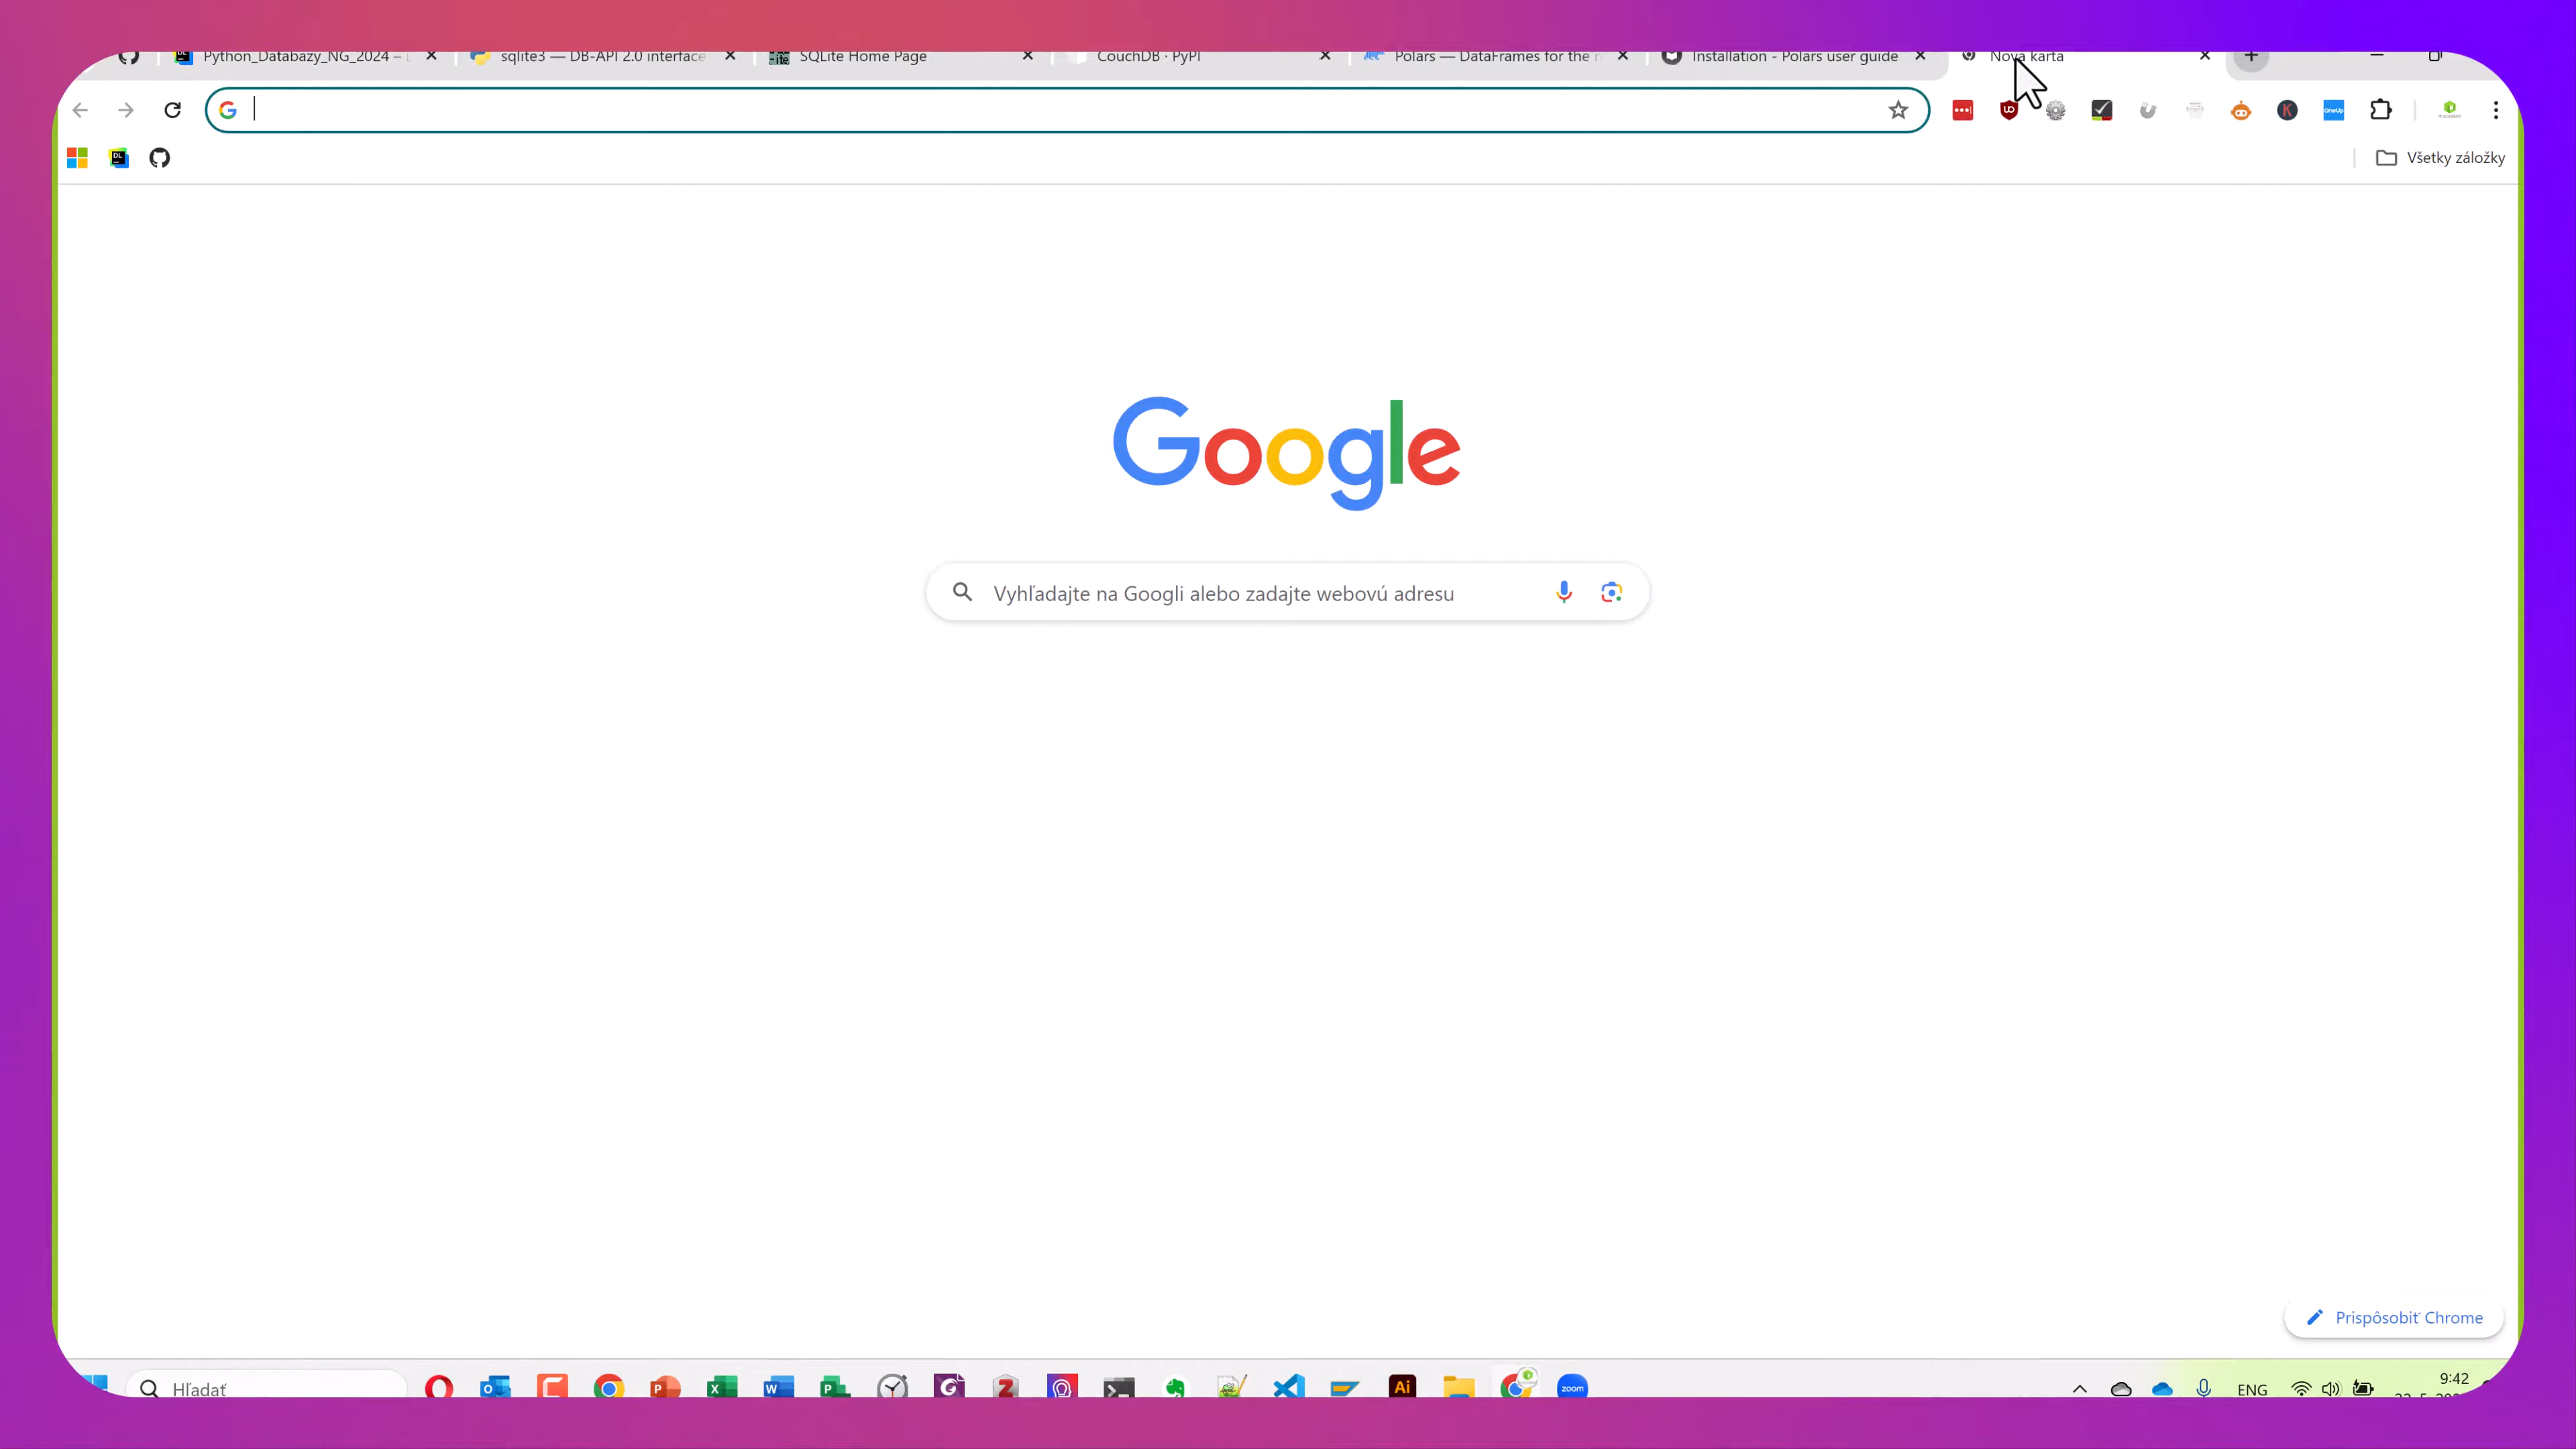 Python_Databazy_NG_2024 –
sqlite3 — DB-API 2.0 interface
SQLite Home Page
CouchDB · PyPI
Polars — DataFrames for the
Installation - Polars user guide
Nová karta
Všetky záložky
Google
Vyhľadajte na Googli alebo zadajte webovú adresu
Prispôsobiť Chrome
Hľadať
Ai
zoom
ENG
9:42